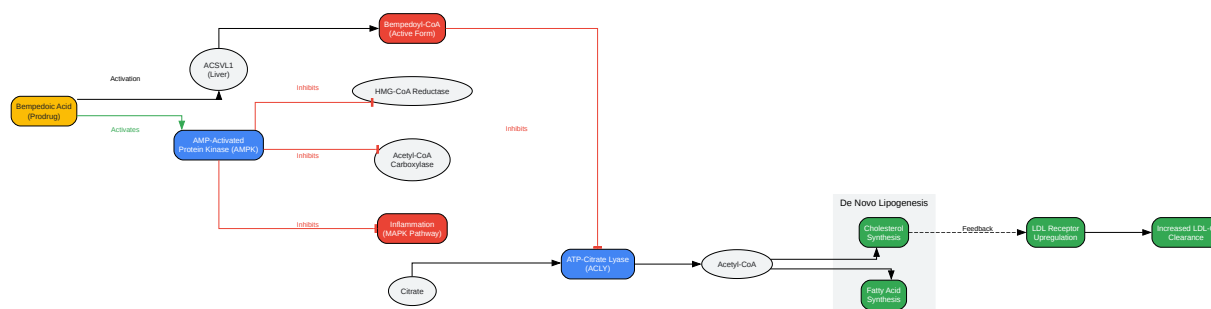 Bempedoyl-CoA
(Active Form)
ACSVL1
(Liver)
Activation
Inhibits
HMG-CoA Reductase
Bempedoic Acid
(Prodrug)
Activates
AMP-Activated
Protein Kinase (AMPK)
Inhibits
Inhibits
Acetyl-CoA
Carboxylase
Inhibits
Inflammation
(MAPK Pathway)
De Novo Lipogenesis
Cholesterol
Synthesis
Feedback
LDL Receptor
Upregulation
Increased LDL-
Clearance
ATP-Citrate Lyase
(ACLY)
Acetyl-CoA
Citrate
Fatty Acid
Synthesis